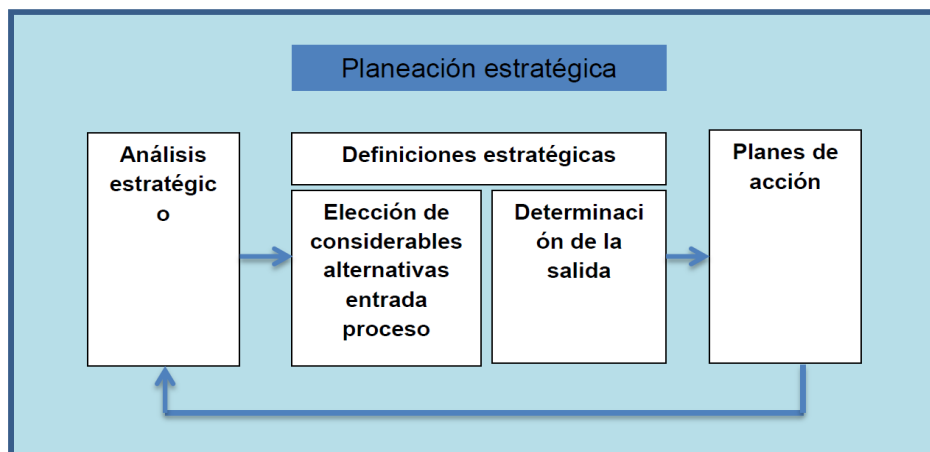 Planeación estratégica
Análisis
estratégic
o
Definiciones estratégicas
Elección de
considerables
alternativas
entrada
proceso
Determinaci
ón de la
salida
Planes de
acción